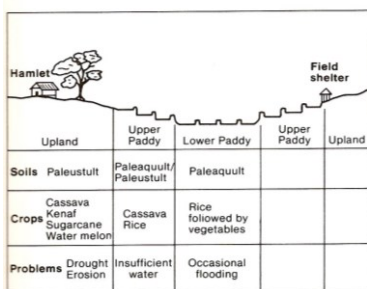 Hamlet
Field
shelter
Upland
Upper
Paddy
Lower Paddy
Upper
Paddy
Upland
Soils Paleustult
Paleaquult/
Paleustult
Paleaquult
Crops
Cassava
Kenaf
Sugarcane
Water melon
Cassava
Rice
Rice
followed by
vegetables
Problems
Drought
Erosion
Insufficient
water
Occasional
flooding